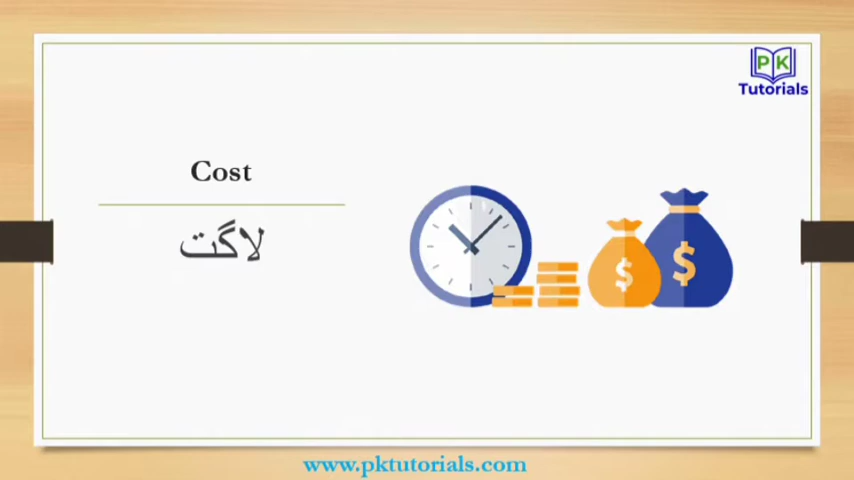 PK
Tutorials
Cost
لاگت
$ $
www.pktutorials.com